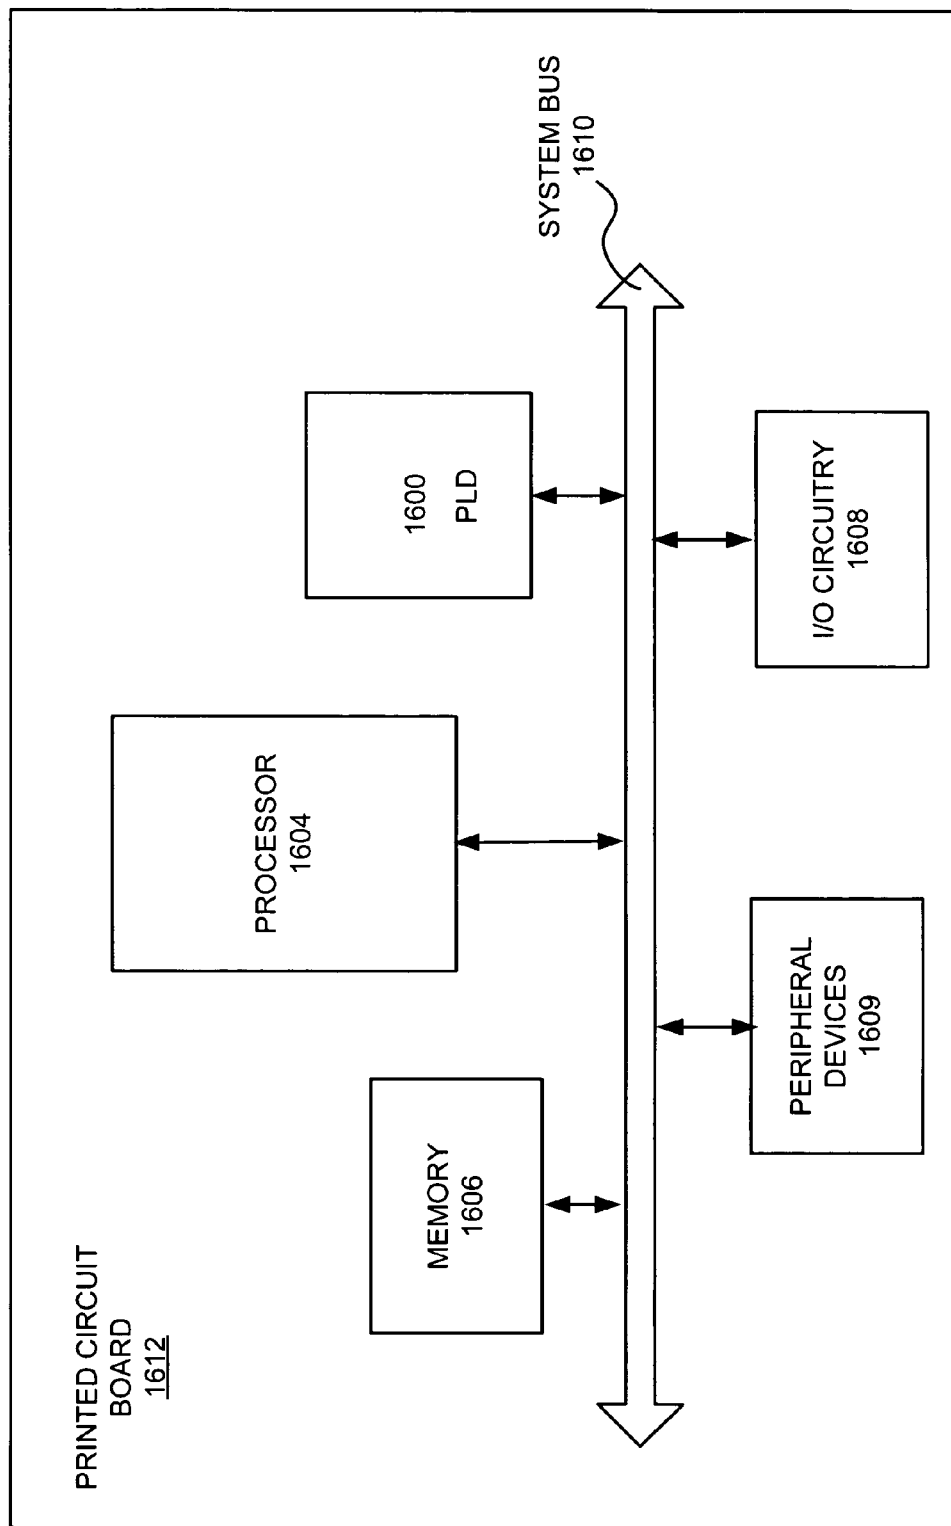 PRINTED CIRCUIT
BOARD
1612
MEMORY
1606
PROCESSOR
1604
1600
PLD
SYSTEM BUS
1610
PERIPHERAL
DEVICES
1609
I/O CIRCUITRY
1608